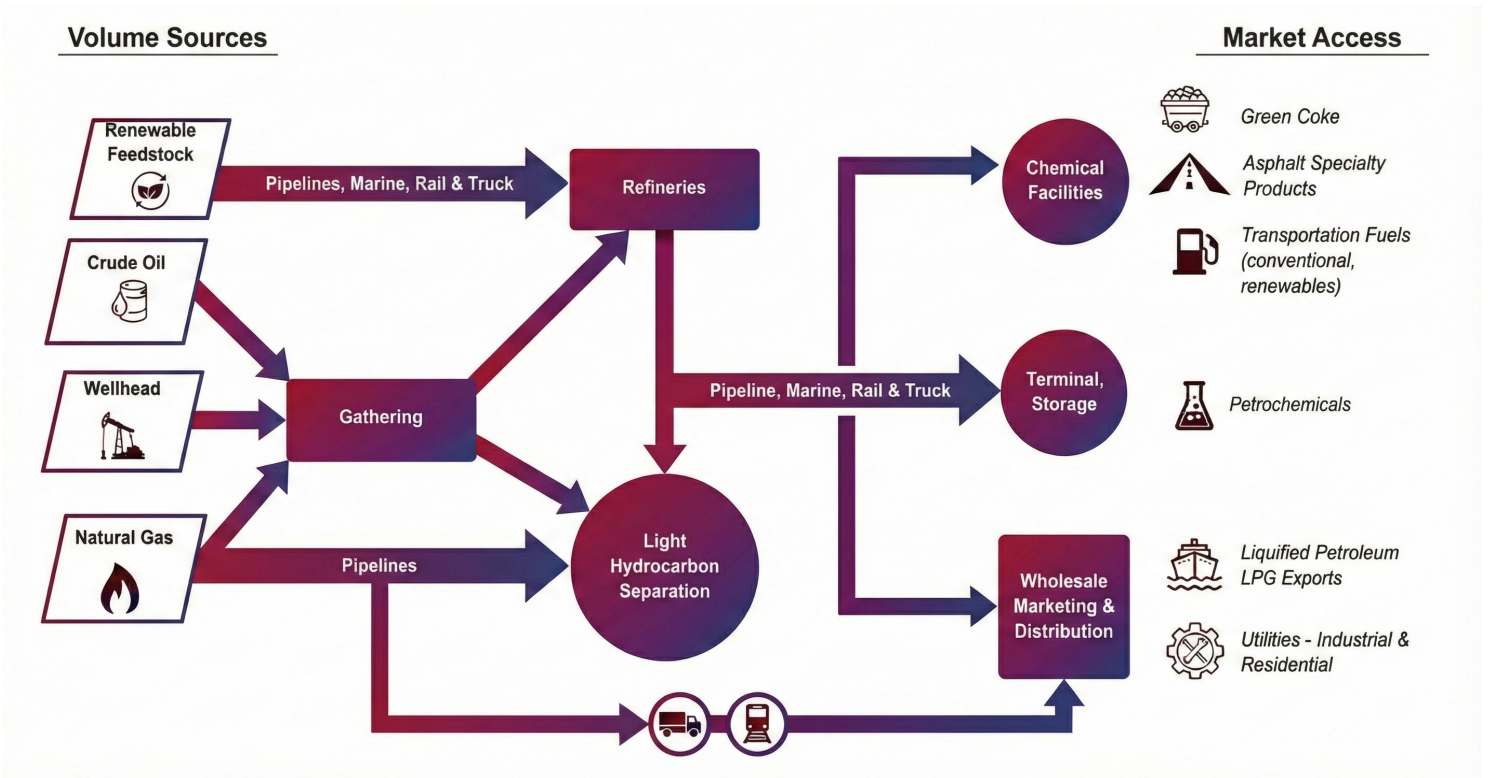 Volume Sources
Market Access
Renewable
Feedstock
Pipelines, Marine, Rail & Truck
Refineries
Chemical
Facilities
Green Coke
Asphalt Specialty
Products
Transportation Fuels
(conventional,
renewables)
Crude Oil
Wellhead
Gathering
Pipeline, Marine, Rail & Truck
Terminal,
Storage
Petrochemicals
Natural Gas
Pipelines
Light
Hydrocarbon
Separation
Wholesale
Marketing &
Distribution
Liquified Petroleum
LPG Exports
Utilities - Industrial &
Residential